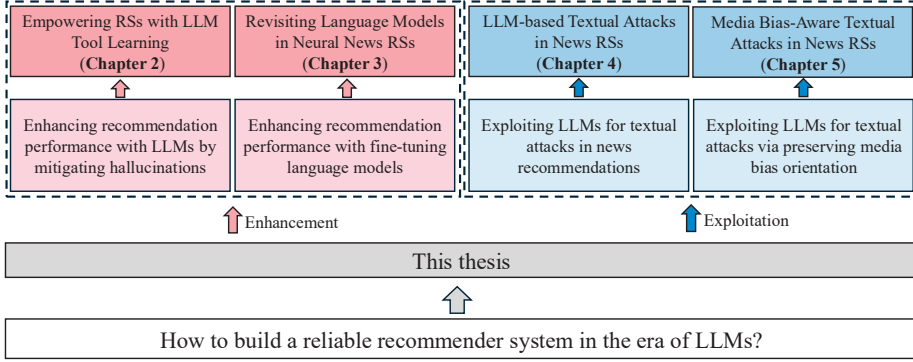 Empowering RSs with LLM
Tool Learning
(Chapter 2)
Revisiting Language Models
in Neural News RSs
(Chapter 3)
LLM-based Textual Attacks
in News RSs
(Chapter 4)
Media Bias-Aware Textual
Attacks in News RSs
(Chapter 5)
Enhancing recommendation
performance with LLMs by
mitigating hallucinations
Enhancing recommendation
performance with fine-tuning
language models
Exploiting LLMs for textual
attacks in news
recommendations
Exploiting LLMs for textual
attacks via preserving media
bias orientation
Enhancement
Exploitation
This thesis
How to build a reliable recommender system in the era of LLMs?